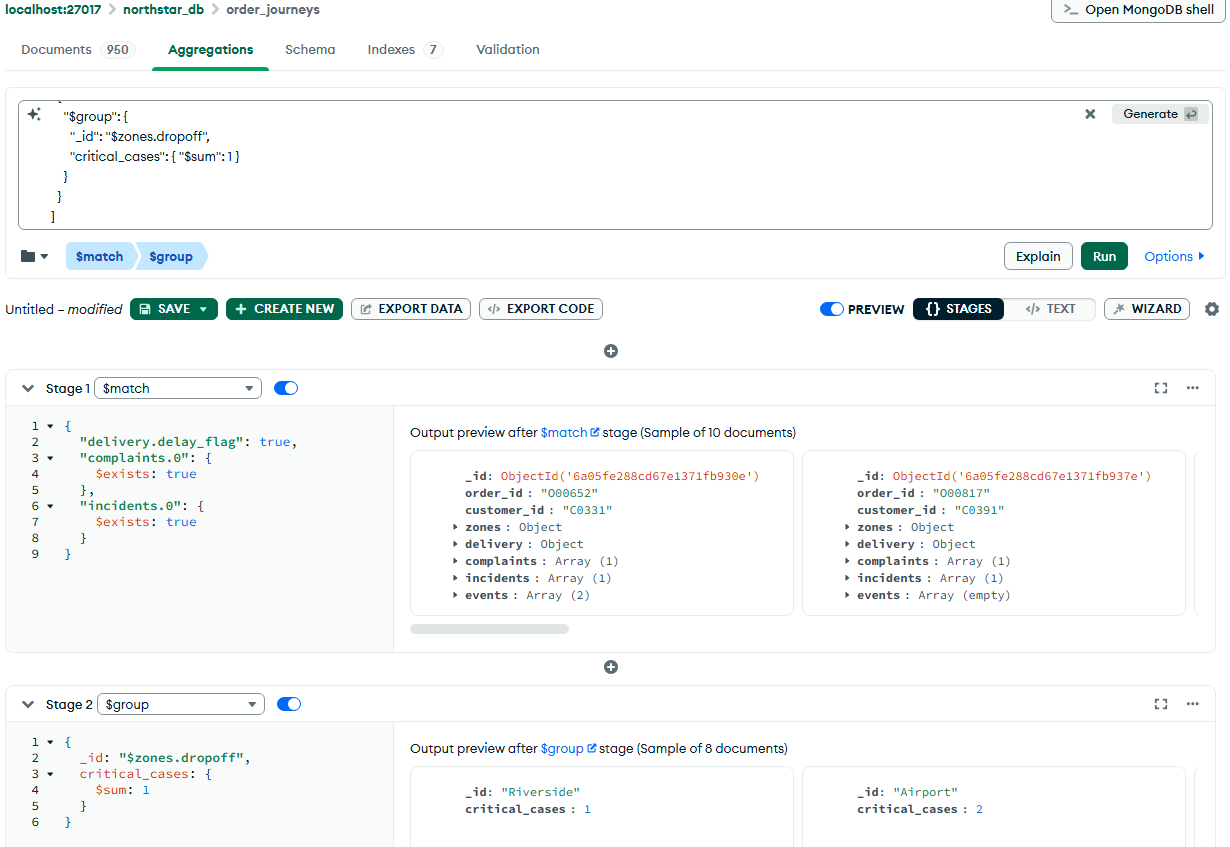 localhost:27017 > northstar_db > order_journeys
>_ Open MongoDB shell
Documents 950 Aggregations Schema Indexes 7 Validation
Generate
"$group": {
"_id": "$zones.dropoff",
"critical_cases": { "$sum": 1 }
}
}
]
$match $group
Explain Run Options
Untitled – modified SAVE + CREATE NEW EXPORT DATA </> EXPORT CODE
PREVIEW {} STAGES </> TEXT WIZARD
Stage 1 $match
1 {
2 "delivery.delay_flag": true,
3 "complaints.0": {
4 $exists: true
5 },
6 "incidents.0": {
7 $exists: true
8 }
9 }
Output preview after $match stage (Sample of 10 documents)
_id: ObjectId('6a05fe288cd67e1371fb930e')
order_id : "O00652"
customer_id : "C0331"
zones : Object
delivery : Object
complaints : Array (1)
incidents : Array (1)
events : Array (2)
_id: ObjectId('6a05fe288cd67e1371fb937e')
order_id : "O00817"
customer_id : "C0391"
zones : Object
delivery : Object
complaints : Array (1)
incidents : Array (1)
events : Array (empty)
Stage 2 $group
1 {
2 _id: "$zones.dropoff",
3 critical_cases: {
4 $sum: 1
5 }
6 }
Output preview after $group stage (Sample of 8 documents)
_id: "Riverside"
critical_cases : 1
_id: "Airport"
critical_cases : 2